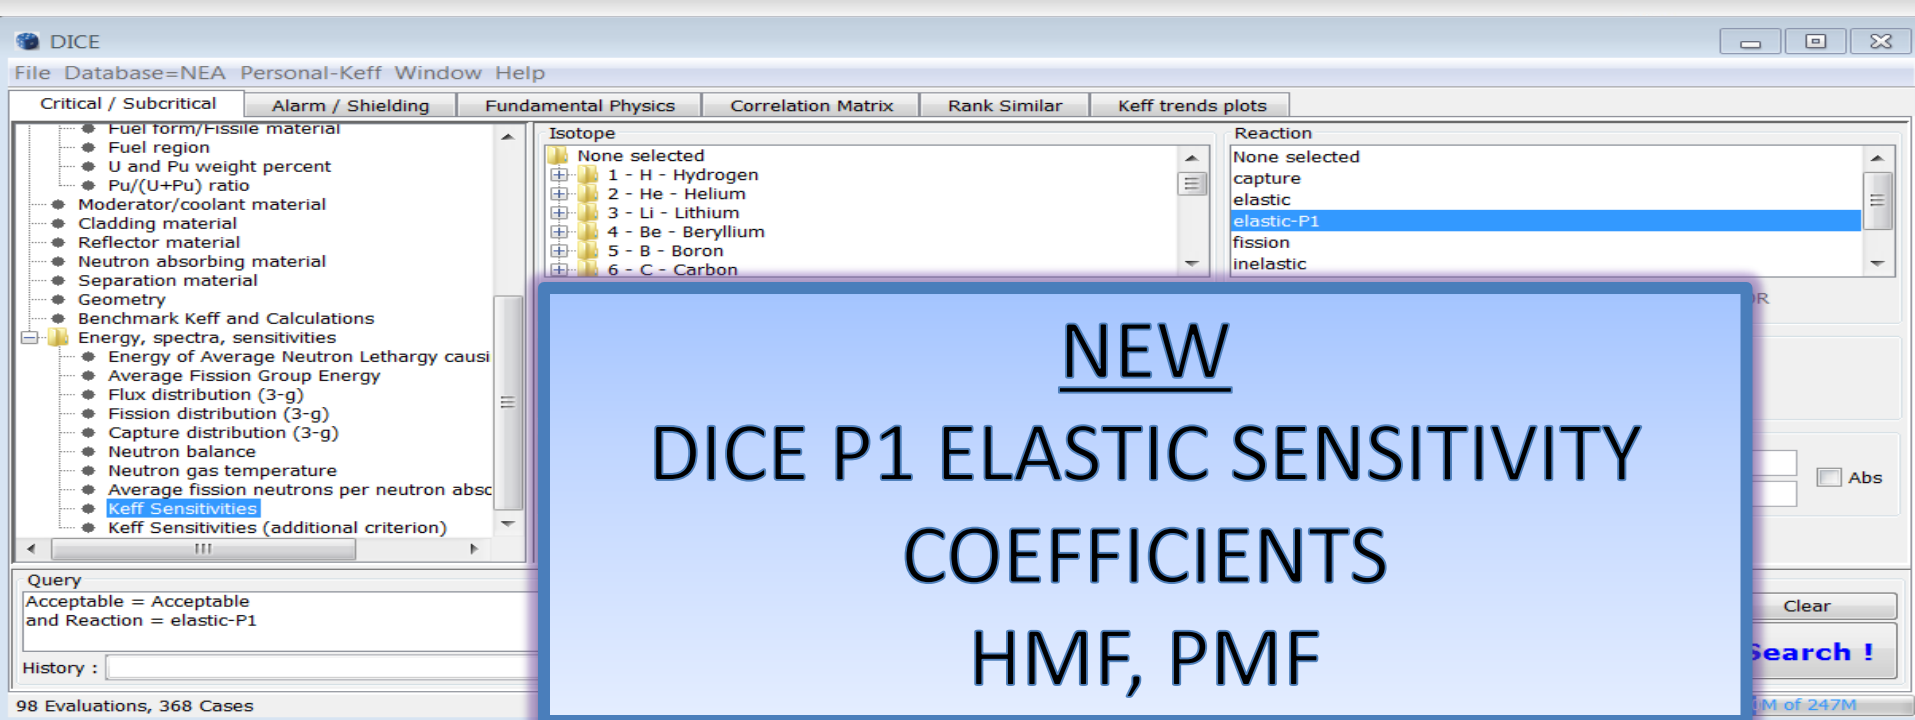 DICE
File Database=NEA Personal-Keff Window Help
Critical / Subcritical Alarm / Shielding Fundamental Physics Correlation Matrix Rank Similar Keff trends plots
Fuel form/Fissile material
Fuel region
U and Pu weight percent
Pu/(U+Pu) ratio
Moderator/coolant material
Cladding material
Reflector material
Neutron absorbing material
Separation material
Geometry
Benchmark Keff and Calculations
Energy, spectra, sensitivities
Energy of Average Neutron Lethargy causi
Average Fission Group Energy
Flux distribution (3-g)
Fission distribution (3-g)
Capture distribution (3-g)
Neutron balance
Neutron gas temperature
Average fission neutrons per neutron absc
Keff Sensitivities
Keff Sensitivities (additional criterion)
Isotope
None selected
1 - H - Hydrogen
2 - He - Helium
3 - Li - Lithium
4 - Be - Beryllium
5 - B - Boron
6 - C - Carbon
Reaction
None selected
capture
elastic
elastic-P1
fission
inelastic
NEW
DICE P1 ELASTIC SENSITIVITY
COEFFICIENTS
HMF, PMF
Abs
Query
Acceptable = Acceptable
and Reaction = elastic-P1
History :
Clear
Search !
98 Evaluations, 368 Cases
M of 247M